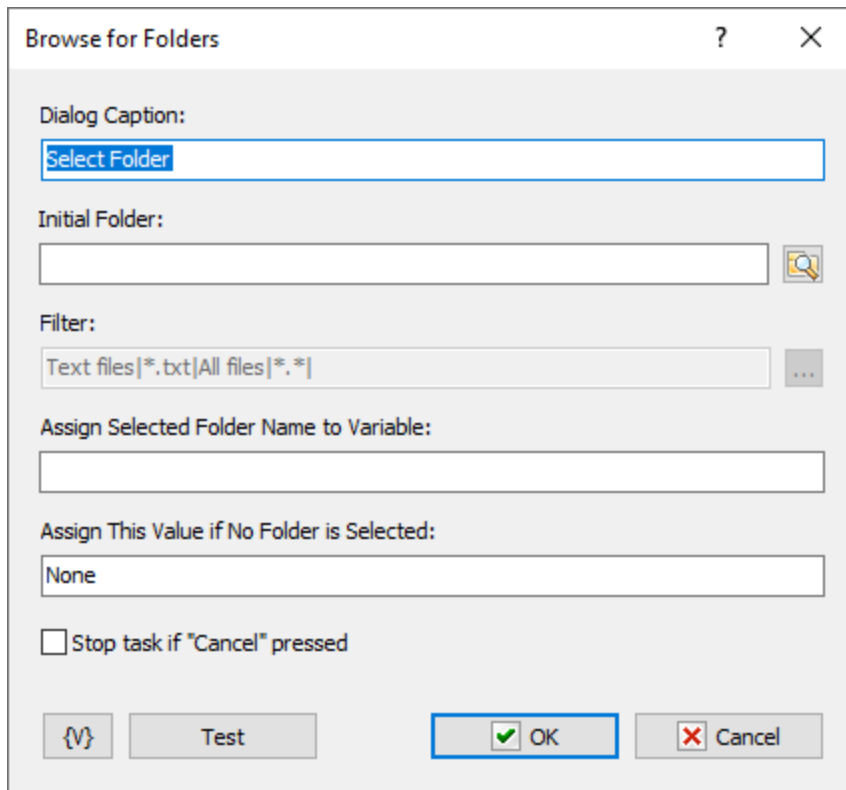 Browse for Folders ?
Dialog Caption:
Select Folder
Initial Folder:
Filter:
Text files|*.txt|All files|*.*| ...
Assign Selected Folder Name to Variable:
Assign This Value if No Folder is Selected:
None
Stop task if "Cancel" pressed
{V} Test OK Cancel